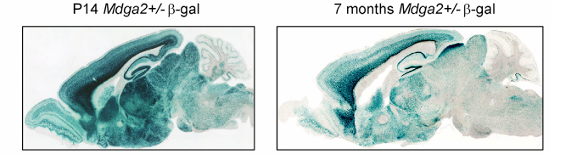 P14 Mdga2+/- β-gal
7 months Mdga2+/- β-gal